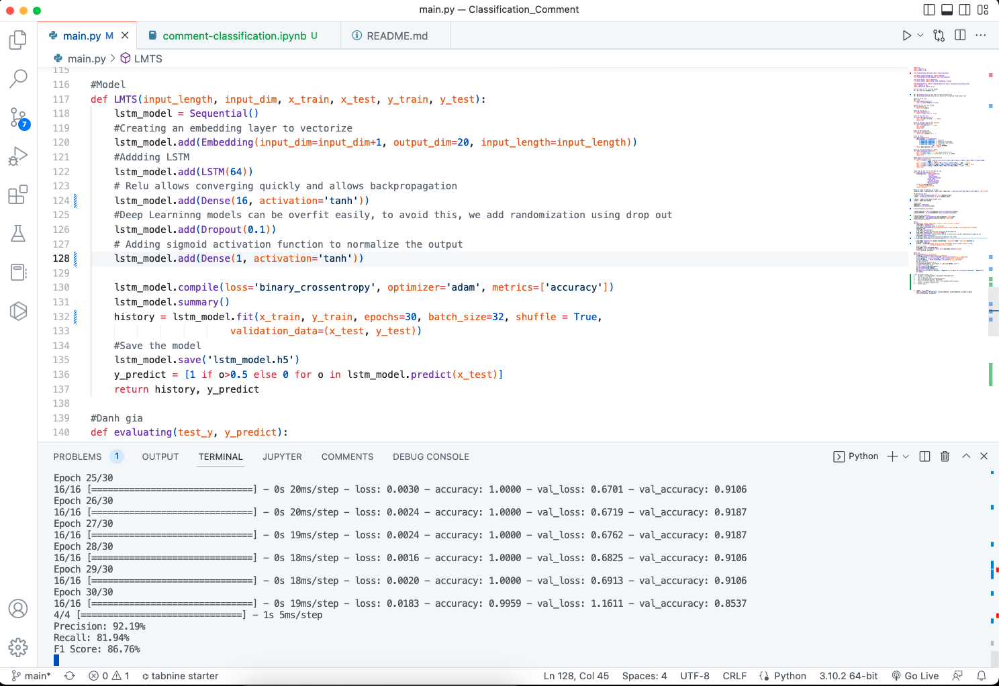 main.py — Classification_Comment
main.py M
comment-classification.ipynb U
README.md
main.py > LMTS
115
116 #Model
117 def LMTS(input_length, input_dim, x_train, x_test, y_train, y_test):
118 lstm_model = Sequential()
119 #Creating an embedding layer to vectorize
120 lstm_model.add(Embedding(input_dim=input_dim+1, output_dim=20, input_length=input_length))
121 #Addding LSTM
122 lstm_model.add(LSTM(64))
123 # Relu allows converging quickly and allows backpropagation
124 lstm_model.add(Dense(16, activation='tanh'))
125 #Deep Learninng models can be overfit easily, to avoid this, we add randomization using drop out
126 lstm_model.add(Dropout(0.1))
127 # Adding sigmoid activation function to normalize the output
128 lstm_model.add(Dense(1, activation='tanh'))
129
130 lstm_model.compile(loss='binary_crossentropy', optimizer='adam', metrics=['accuracy'])
131 lstm_model.summary()
132 history = lstm_model.fit(x_train, y_train, epochs=30, batch_size=32, shuffle = True,
133 validation_data=(x_test, y_test))
134 #Save the model
135 lstm_model.save('lstm_model.h5')
136 y_predict = [1 if o>0.5 else 0 for o in lstm_model.predict(x_test)]
137 return history, y_predict
138
139 #Danh gia
140 def evaluating(test_y, y_predict):
7
PROBLEMS 1 OUTPUT TERMINAL JUPYTER COMMENTS DEBUG CONSOLE
Python
Epoch 25/30
16/16 [==============================] - 0s 20ms/step - loss: 0.0030 - accuracy: 1.0000 - val_loss: 0.6701 - val_accuracy: 0.9106
Epoch 26/30
16/16 [==============================] - 0s 20ms/step - loss: 0.0024 - accuracy: 1.0000 - val_loss: 0.6719 - val_accuracy: 0.9187
Epoch 27/30
16/16 [==============================] - 0s 19ms/step - loss: 0.0024 - accuracy: 1.0000 - val_loss: 0.6762 - val_accuracy: 0.9187
Epoch 28/30
16/16 [==============================] - 0s 18ms/step - loss: 0.0016 - accuracy: 1.0000 - val_loss: 0.6825 - val_accuracy: 0.9106
Epoch 29/30
16/16 [==============================] - 0s 18ms/step - loss: 0.0020 - accuracy: 1.0000 - val_loss: 0.6913 - val_accuracy: 0.9106
Epoch 30/30
16/16 [==============================] - 0s 19ms/step - loss: 0.0183 - accuracy: 0.9959 - val_loss: 1.1611 - val_accuracy: 0.8537
4/4 [==============================] - 1s 5ms/step
Precision: 92.19%
Recall: 81.94%
F1 Score: 86.76%
main* 0 1 tabnine starter Ln 128, Col 45 Spaces: 4 UTF-8 CRLF Python 3.10.2 64-bit Go Live